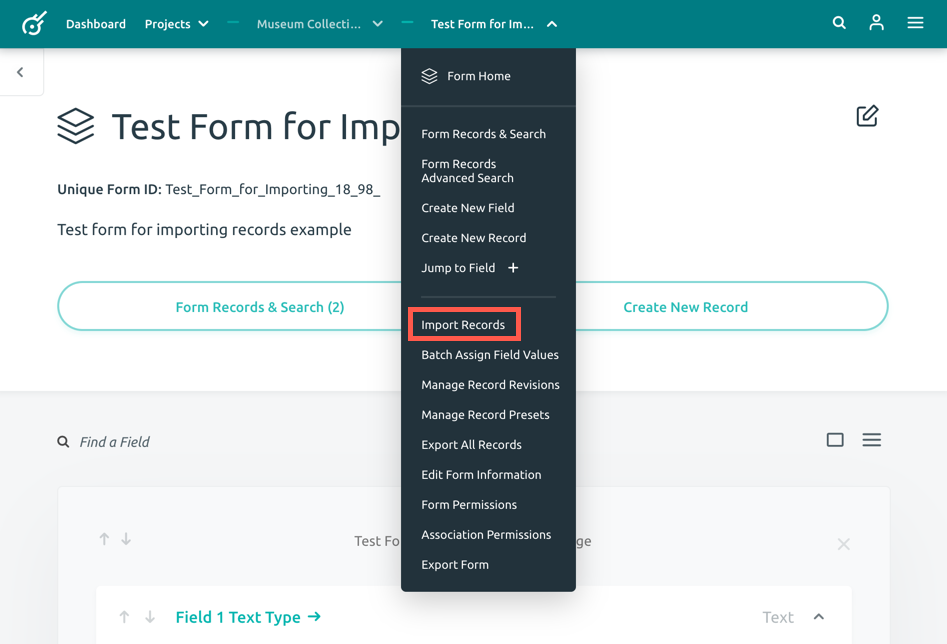 Dashboard Projects Museum Collecti... Test Form for Im...
Form Home
Test Form for Imp
Form Records & Search
Form Records
Advanced Search
Unique Form ID: Test_Form_for_Importing_18_98_
Create New Field
Test form for importing records example
Create New Record
Jump to Field +
Form Records & Search (2)
Create New Record
Import Records
Batch Assign Field Values
Manage Record Revisions
Manage Record Presets
Export All Records
Edit Form Information
Form Permissions
Association Permissions
Export Form
Find a Field
Test Fo
ge
Field 1 Text Type →
Text